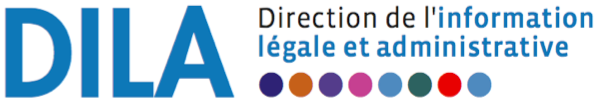 DILA
Direction de l'information
légale et administrative